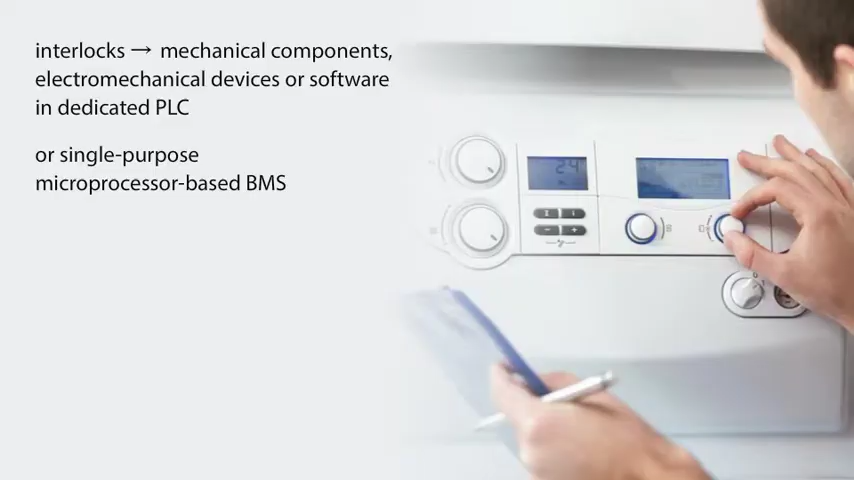 interlocks → mechanical components,
electromechanical devices or software
in dedicated PLC
or single-purpose
microprocessor-based BMS